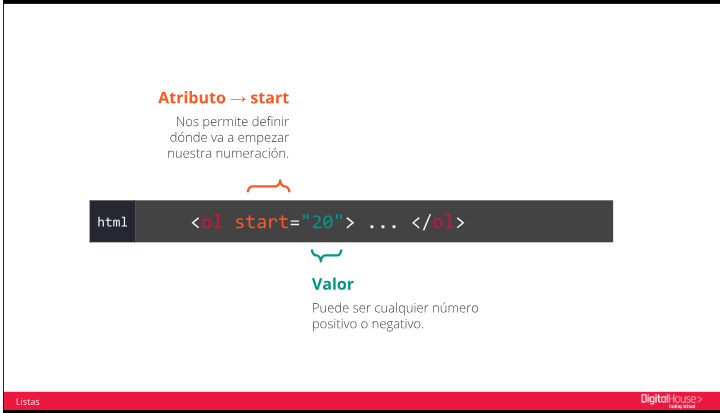 Atributo → start
Nos permite definir
dónde va a empezar
nuestra numeración.
html <ol start="20"> ... </ol>
Valor
Puede ser cualquier número
positivo o negativo.
Listas
DigitalHouse>
Coding School